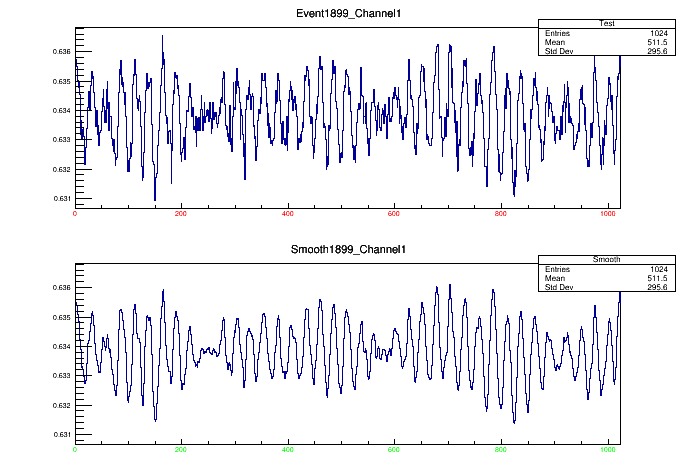 Event1899_Channel1
Test
Entries 1024
Mean 511.5
Std Dev 295.6
0.636
0.635
0.634
0.633
0.632
0.631
0 200 400 600 800 1000
Smooth1899_Channel1
Smooth
Entries 1024
Mean 511.5
Std Dev 295.6
0.636
0.635
0.634
0.633
0.632
0.631
0 200 400 600 800 1000